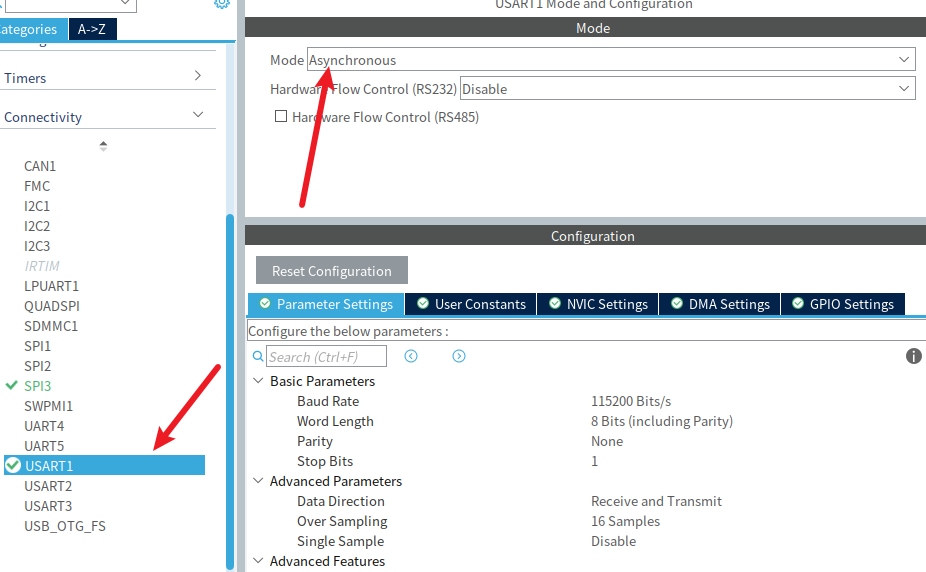 USART1 Mode and Configuration
Categories A->Z
Timers
Connectivity
CAN1
FMC
I2C1
I2C2
I2C3
IRTIM
LPUART1
QUADSPI
SDMMC1
SPI1
SPI2
SPI3
SWPMI1
UART4
UART5
USART1
USART2
USART3
USB_OTG_FS
Mode
Mode Asynchronous
Hardware Flow Control (RS232) Disable
Hardware Flow Control (RS485)
Configuration
Reset Configuration
Parameter Settings User Constants NVIC Settings DMA Settings GPIO Settings
Configure the below parameters :
Search (Ctrl+F)
Basic Parameters
Baud Rate 115200 Bits/s
Word Length 8 Bits (including Parity)
Parity None
Stop Bits 1
Advanced Parameters
Data Direction Receive and Transmit
Over Sampling 16 Samples
Single Sample Disable
Advanced Features